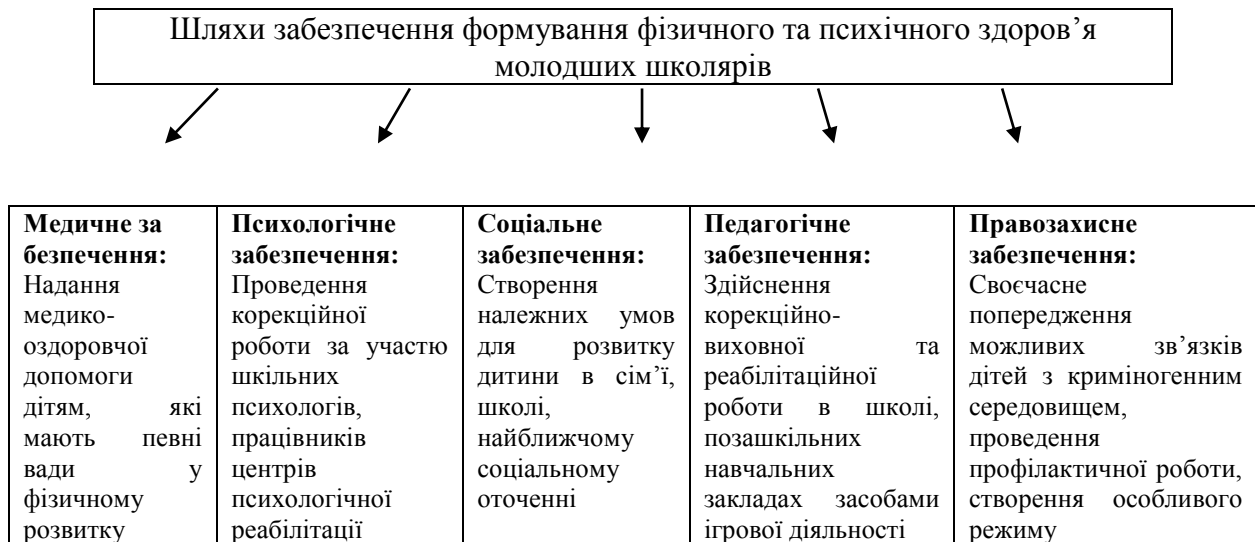 Шляхи забезпечення формування фізичного та психічного здоров’я
молодших школярів
Медичне за
безпечення:
Надання
медико-
оздоровчої
допомоги
дітям, які
мають певні
вади у
фізичному
розвитку
Психологічне
забезпечення:
Проведення
корекційної
роботи за участю
шкільних
психологів,
працівників
центрів
психологічної
реабілітації
Соціальне
забезпечення:
Створення
належних умов
для розвитку
дитини в сім’ї,
школі,
найближчому
соціальному
оточенні
Педагогічне
забезпечення:
Здійснення
корекційно-
виховної та
реабілітаційної
роботи в школі,
позашкільних
навчальних
закладах засобами
ігрової діяльності
Правозахисне
забезпечення:
Своєчасне
попередження
можливих зв’язків
дітей з криміногенним
середовищем,
проведення
профілактичної роботи,
створення особливого
режиму